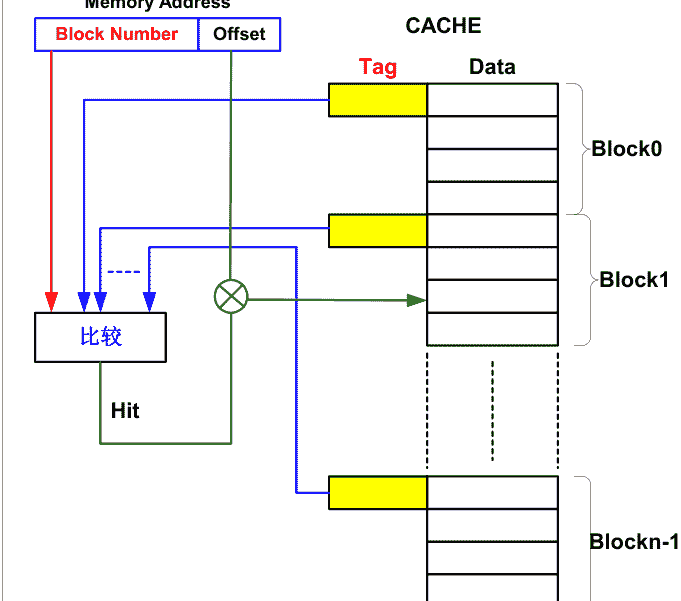 Memory Address
Block Number Offset
CACHE
Tag Data
Block0
Block1
比较
Hit
Blockn-1